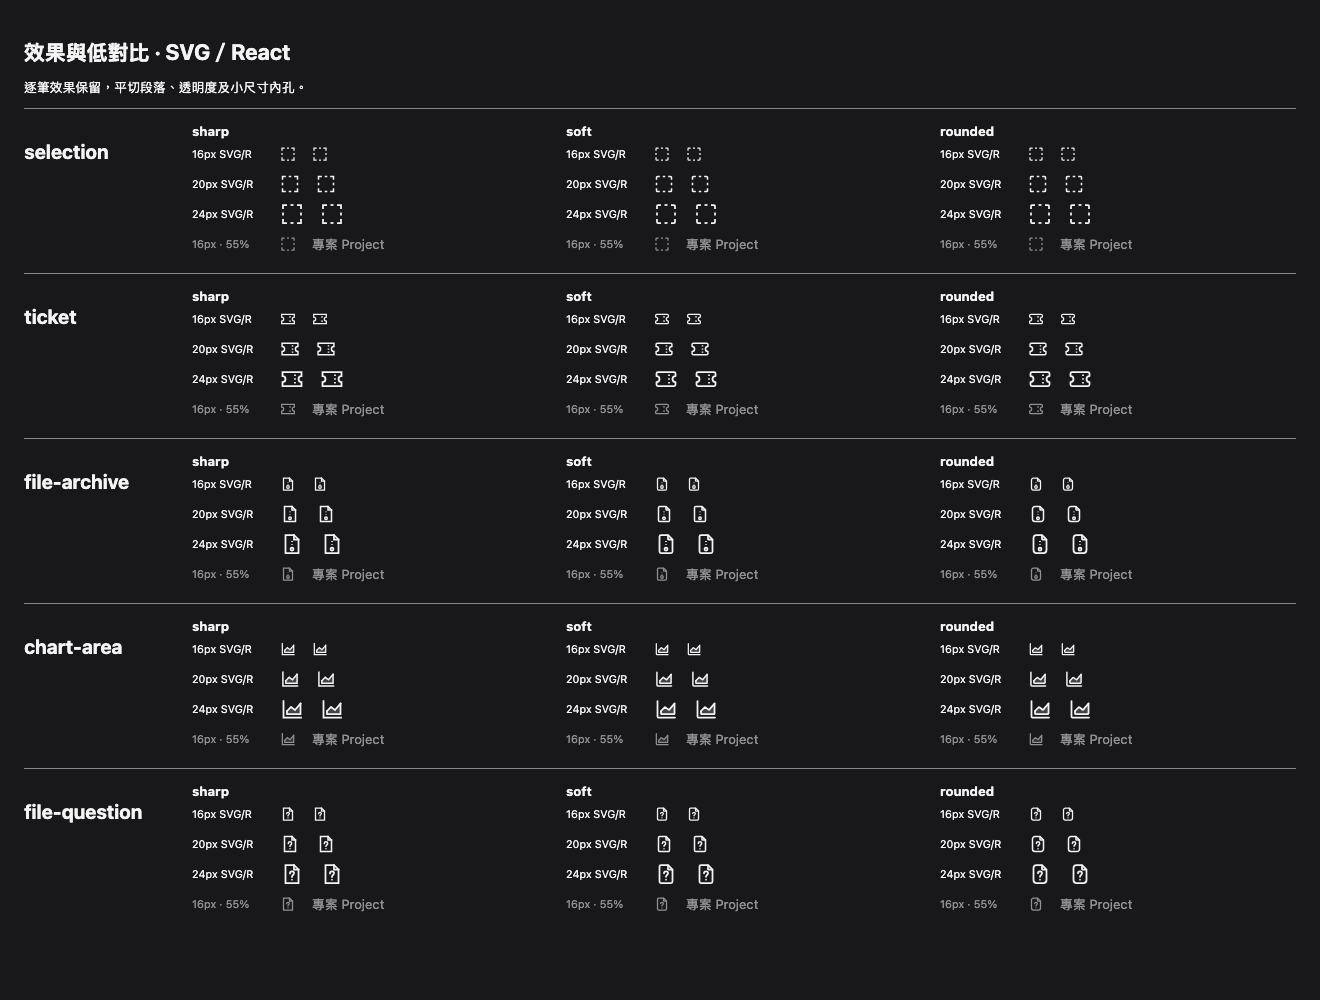 效果與低對比 · SVG / React
逐筆效果保留，平切段落、透明度及小尺寸內孔。
selection
sharp
16px SVG/R
20px SVG/R
24px SVG/R
16px · 55% 專案 Project
soft
16px SVG/R
20px SVG/R
24px SVG/R
16px · 55% 專案 Project
rounded
16px SVG/R
20px SVG/R
24px SVG/R
16px · 55% 專案 Project
ticket
sharp
16px SVG/R
20px SVG/R
24px SVG/R
16px · 55% 專案 Project
soft
16px SVG/R
20px SVG/R
24px SVG/R
16px · 55% 專案 Project
rounded
16px SVG/R
20px SVG/R
24px SVG/R
16px · 55% 專案 Project
file-archive
sharp
16px SVG/R
20px SVG/R
24px SVG/R
16px · 55% 專案 Project
soft
16px SVG/R
20px SVG/R
24px SVG/R
16px · 55% 專案 Project
rounded
16px SVG/R
20px SVG/R
24px SVG/R
16px · 55% 專案 Project
chart-area
sharp
16px SVG/R
20px SVG/R
24px SVG/R
16px · 55% 專案 Project
soft
16px SVG/R
20px SVG/R
24px SVG/R
16px · 55% 專案 Project
rounded
16px SVG/R
20px SVG/R
24px SVG/R
16px · 55% 專案 Project
file-question
sharp
16px SVG/R
20px SVG/R
24px SVG/R
16px · 55% 專案 Project
soft
16px SVG/R
20px SVG/R
24px SVG/R
16px · 55% 專案 Project
rounded
16px SVG/R
20px SVG/R
24px SVG/R
16px · 55% 專案 Project